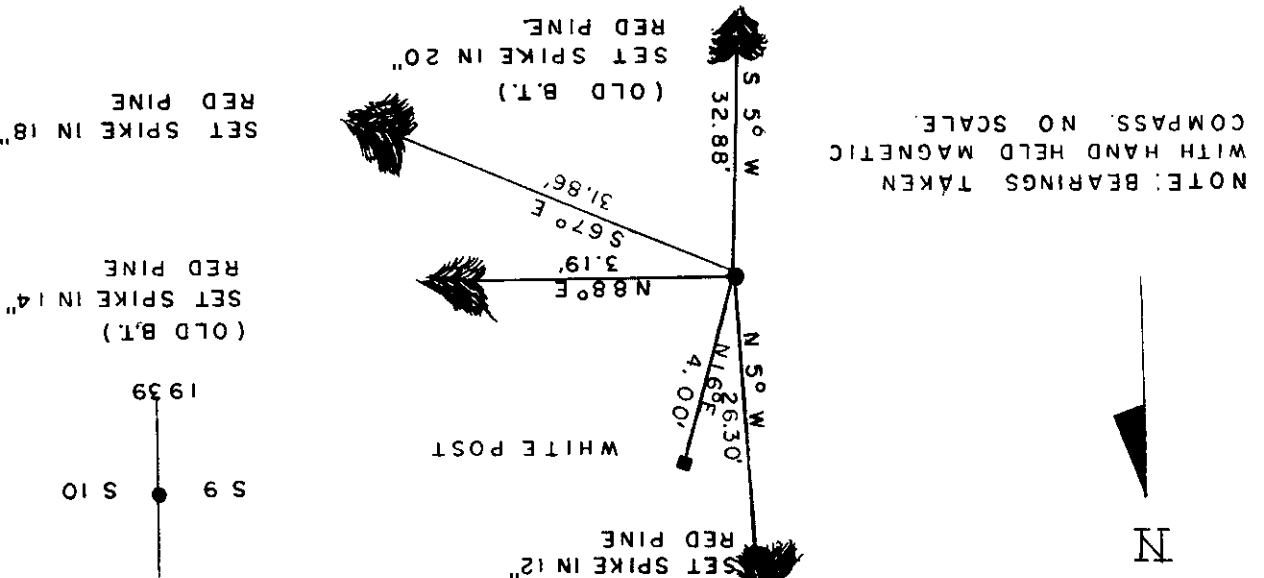 N
SET SPIKE IN 12"
RED PINE
S 9 S 10
WHITE POST
1939
N 5° W
26.30'
N 16° E
4.00'
(OLD B.T.)
SET SPIKE IN 14"
RED PINE
N 88° E
3.19'
S 67° E
31.86'
NOTE: BEARINGS TAKEN
WITH HAND HELD MAGNETIC
COMPASS. NO SCALE.
S 5° W
32.88'
SET SPIKE IN 18"
RED PINE
(OLD B.T.)
SET SPIKE IN 20"
RED PINE.